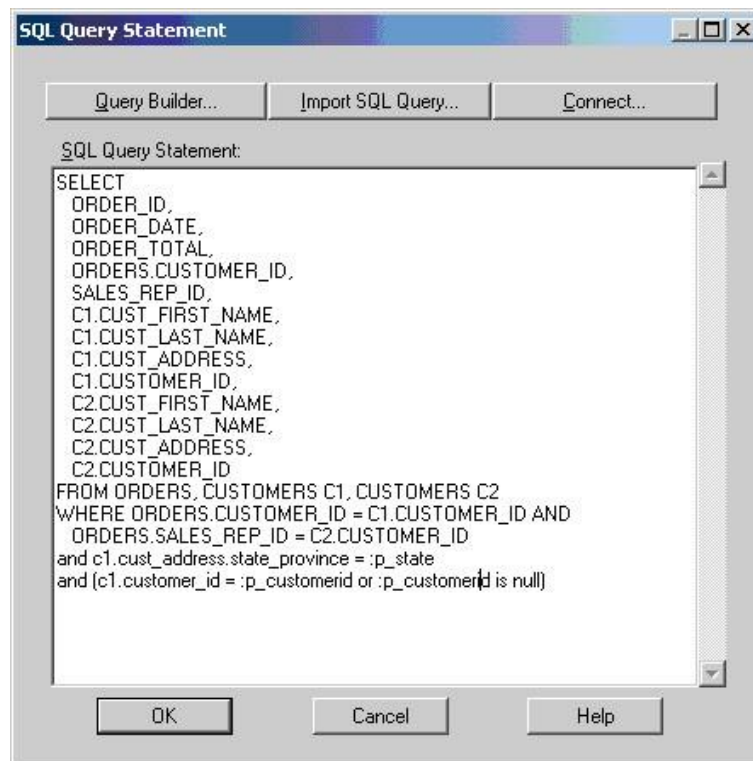 SQL Query Statement
Query Builder... Import SQL Query... Connect...
SQL Query Statement:
SELECT
ORDER_ID,
ORDER_DATE,
ORDER_TOTAL,
ORDERS.CUSTOMER_ID,
SALES_REP_ID,
C1.CUST_FIRST_NAME,
C1.CUST_LAST_NAME,
C1.CUST_ADDRESS,
C1.CUSTOMER_ID,
C2.CUST_FIRST_NAME,
C2.CUST_LAST_NAME,
C2.CUST_ADDRESS,
C2.CUSTOMER_ID
FROM ORDERS, CUSTOMERS C1, CUSTOMERS C2
WHERE ORDERS.CUSTOMER_ID = C1.CUSTOMER_ID AND
ORDERS.SALES_REP_ID = C2.CUSTOMER_ID
and c1.cust_address.state_province = :p_state
and (c1.customer_id = :p_customerid or :p_customerid is null)
OK Cancel Help